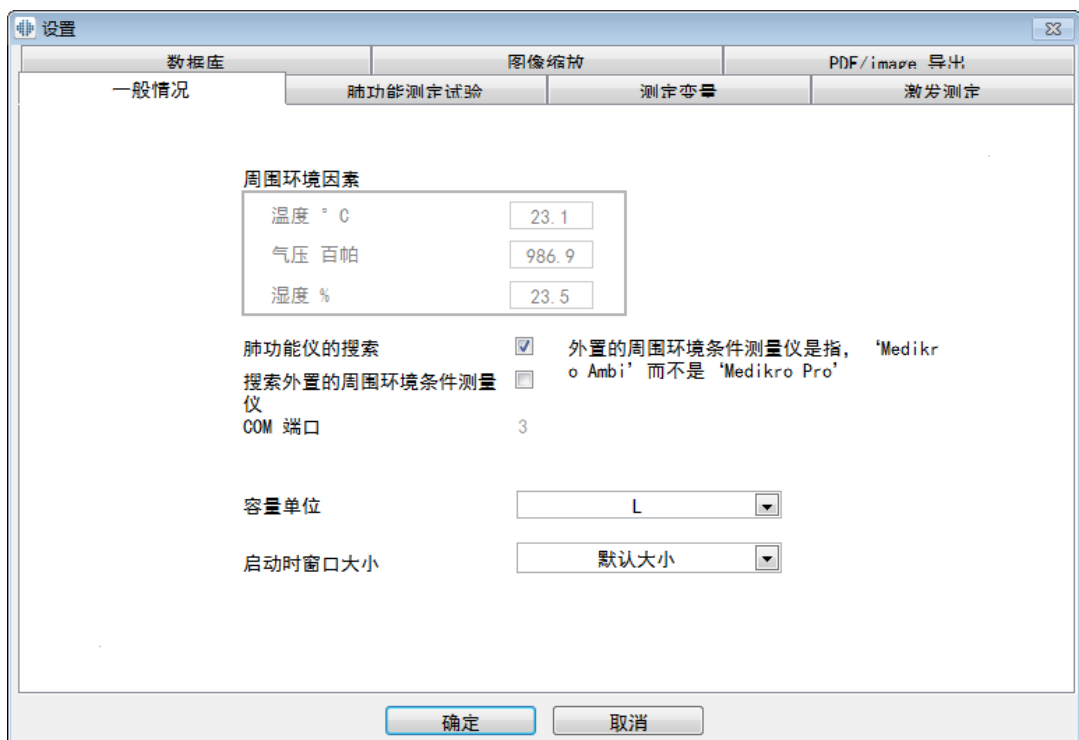 设置
数据库 图像缩放 PDF/image 导出
一般情况 肺功能测定试验 测定变量 激发测定
周围环境因素
温度 ° C 23.1
气压 百帕 986.9
湿度 % 23.5
肺功能仪的搜索 外置的周围环境条件测量仪是指，‘Medikr
o Ambi’而不是‘Medikro Pro’
搜索外置的周围环境条件测量
仪
COM 端口 3
容量单位 L
启动时窗口大小 默认大小
确定 取消